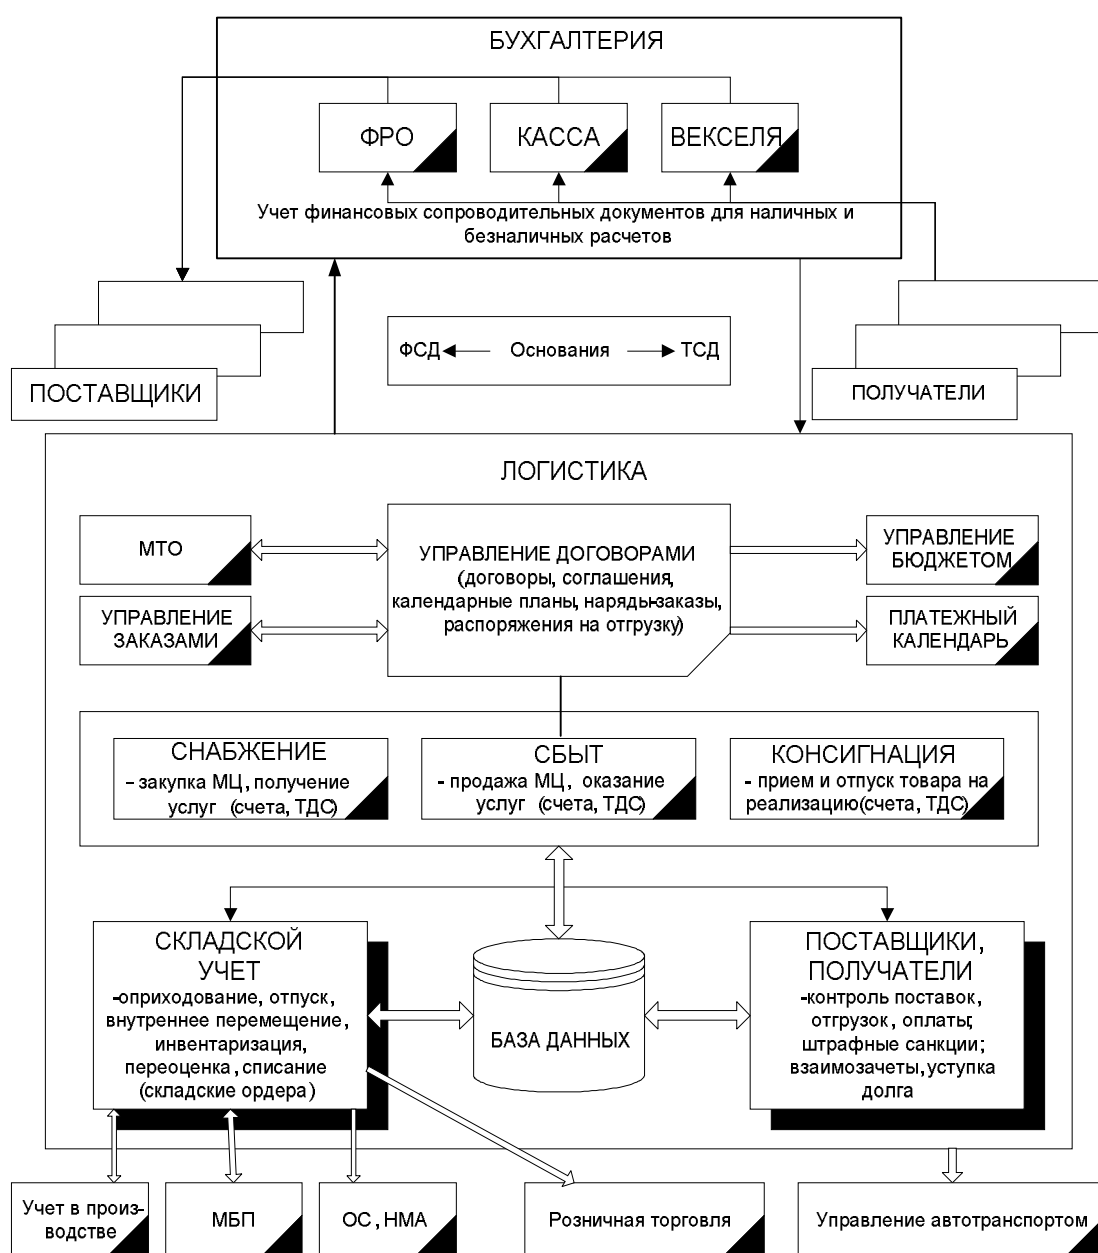 БУХГАЛТЕРИЯ
ФРО
КАССА
ВЕКСЕЛЯ
Учет финансовых сопроводительных документов для наличных и
безналичных расчетов
ФСД
Основания
ТСД
ПОСТАВЩИКИ
ПОЛУЧАТЕЛИ
ЛОГИСТИКА
МТО
УПРАВЛЕНИЕ ДОГОВОРАМИ
(договоры, соглашения,
календарные планы, наряды-заказы,
распоряжения на отгрузку)
УПРАВЛЕНИЕ
БЮДЖЕТОМ
УПРАВЛЕНИЕ
ЗАКАЗАМИ
ПЛАТЕЖНЫЙ
КАЛЕНДАРЬ
СНАБЖЕНИЕ
– закупка МЦ, получение
услуг (счета, ТДС)
СБЫТ
- продажа МЦ, оказание
услуг (счета, ТДС)
КОНСИГНАЦИЯ
- прием и отпуск товара на
реализацию(счета, ТДС)
СКЛАДСКОЙ
УЧЕТ
-оприходование, отпуск,
внутреннее перемещение,
инвентаризация,
переоценка, списание
(складские ордера)
БАЗА ДАННЫХ
ПОСТАВЩИКИ,
ПОЛУЧАТЕЛИ
-контроль поставок,
отгрузок, оплаты;
штрафные санкции;
взаимозачеты, уступка
долга
Учет в произ-
водстве
МБП
ОС, НМА
Розничная торговля
Управление автотранспортом